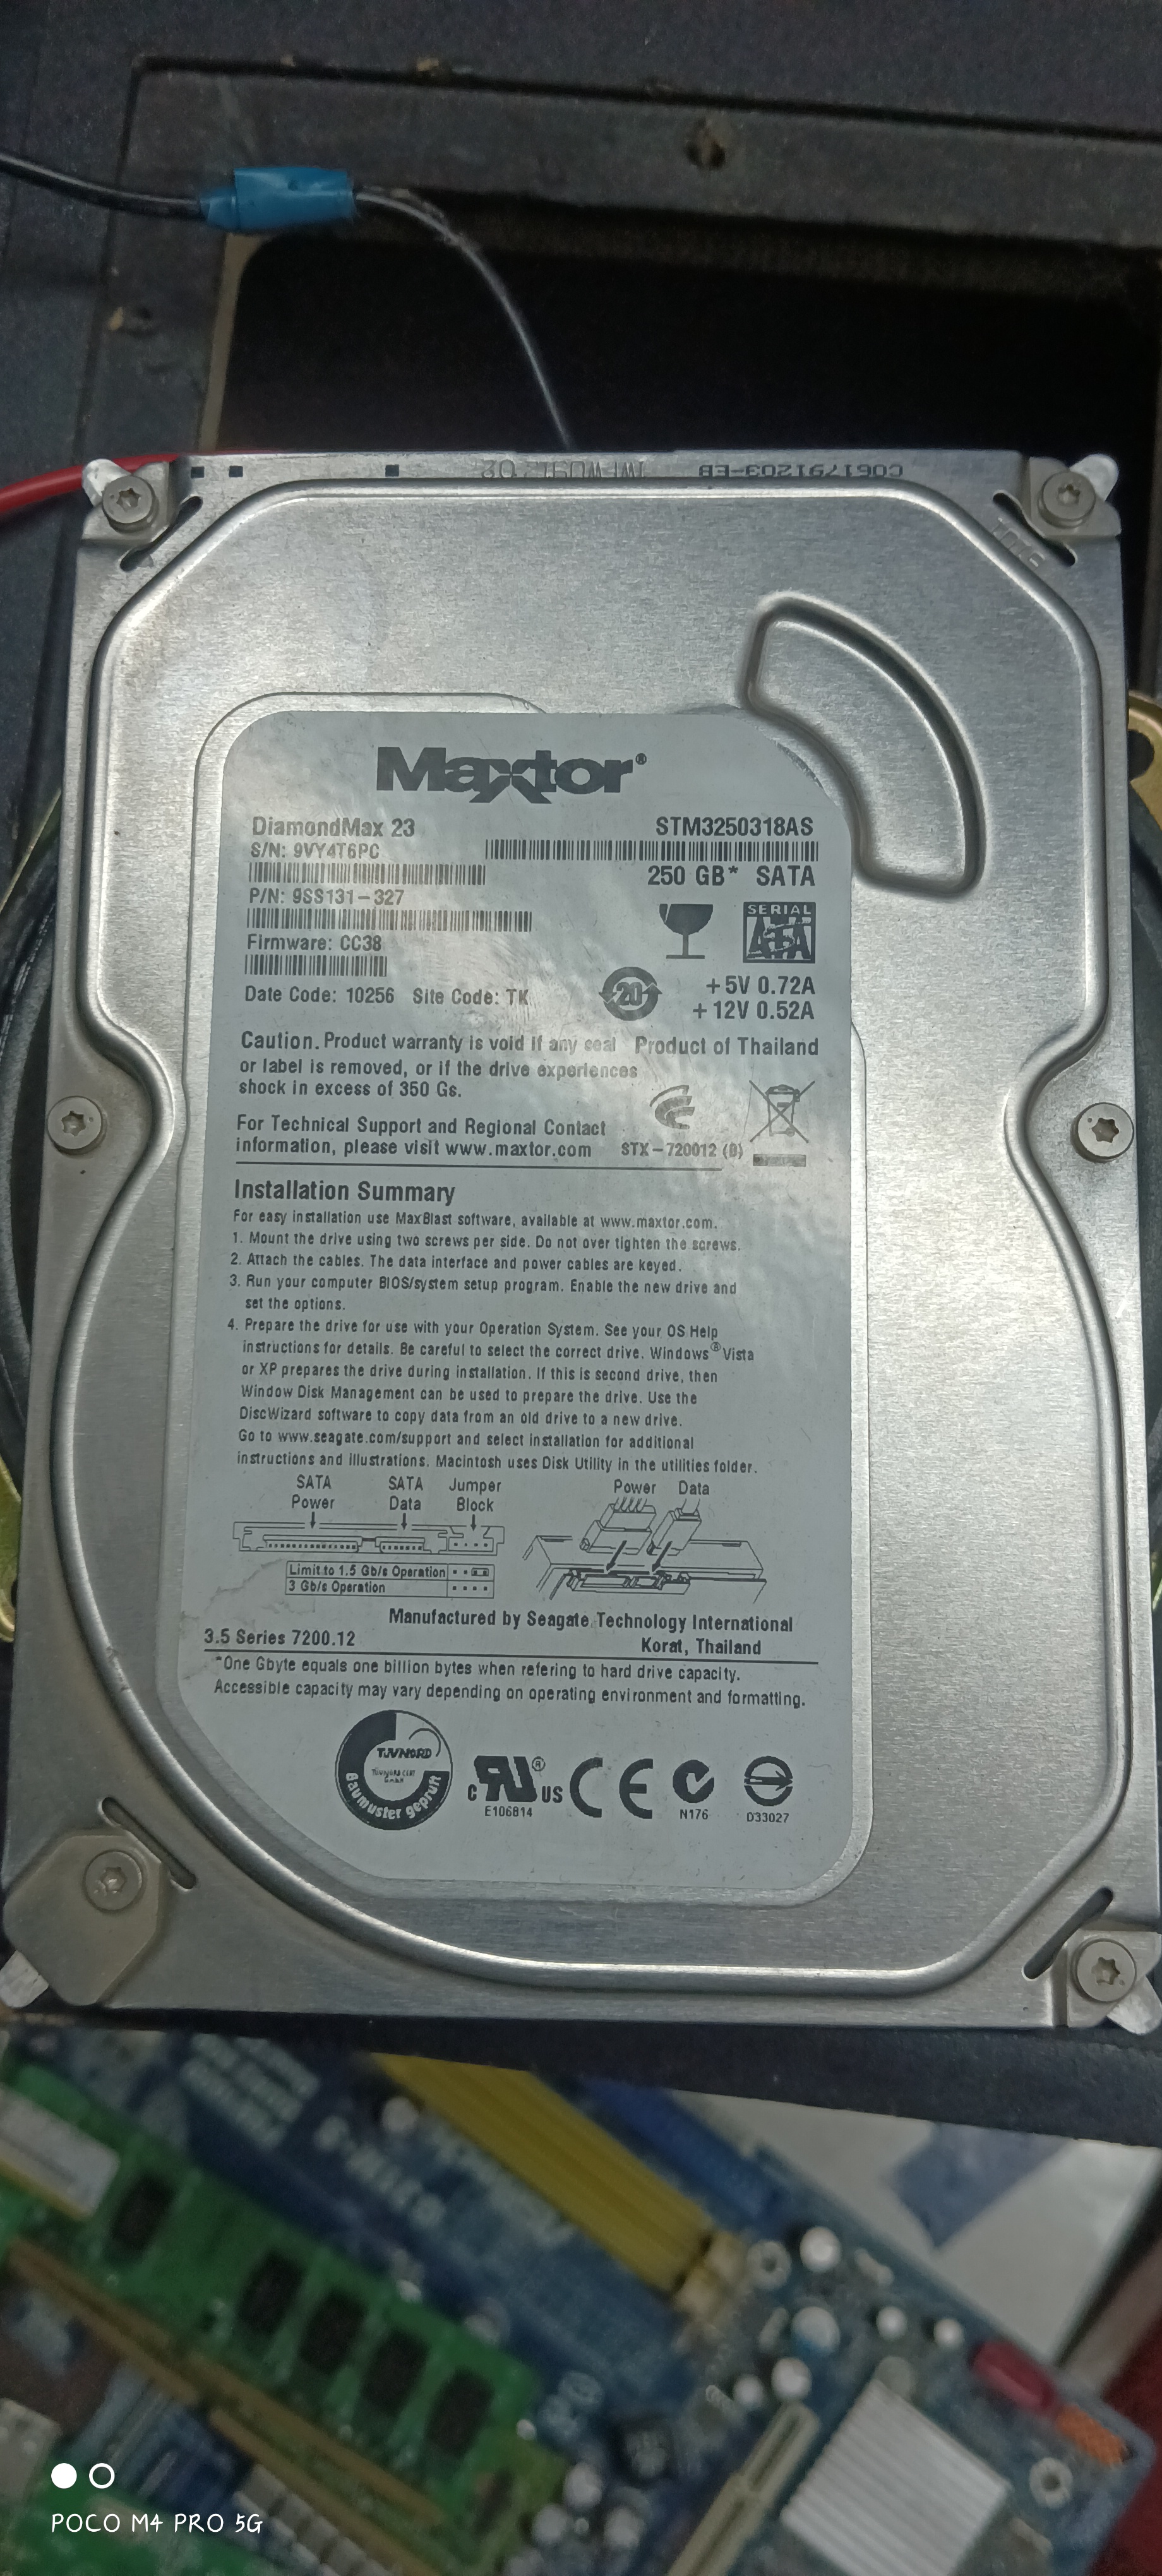 C061791203-EB
Maxtor®
DiamondMax 23
STM3250318AS
S/N: 9VY4T6PC
250 GB* SATA
P/N: 9SS131-327
SERIAL
ATA
Firmware: CC38
20
+5V 0.72A
+12V 0.52A
Date Code: 10256 Site Code: TK
Caution. Product warranty is void if any seal
or label is removed, or if the drive experiences
shock in excess of 350 Gs.
Product of Thailand
For Technical Support and Regional Contact
information, please visit www.maxtor.com
STX-720012 (B)
Installation Summary
For easy installation use MaxBlast software, available at www.maxtor.com.
1. Mount the drive using two screws per side. Do not over tighten the screws.
2. Attach the cables. The data interface and power cables are keyed.
3. Run your computer BIOS/system setup program. Enable the new drive and
set the options.
4. Prepare the drive for use with your Operation System. See your OS Help
instructions for details. Be careful to select the correct drive. Windows® Vista
or XP prepares the drive during installation. If this is second drive, then
Window Disk Management can be used to prepare the drive. Use the
DiscWizard software to copy data from an old drive to a new drive.
Go to www.seagate.com/support and select installation for additional
instructions and illustrations. Macintosh uses Disk Utility in the utilities folder.
SATA Power
SATA Data
Jumper Block
Power Data
Limit to 1.5 Gb/s Operation
3 Gb/s Operation
Manufactured by Seagate Technology International
3.5 Series 7200.12
Korat, Thailand
*One Gbyte equals one billion bytes when refering to hard drive capacity.
Accessible capacity may vary depending on operating environment and formatting.
TÜVNORD
TÜV NORD CERT
GmbH
Baumuster geprüft
c RU® US
E106814
CE
N176
D33027
POCO M4 PRO 5G